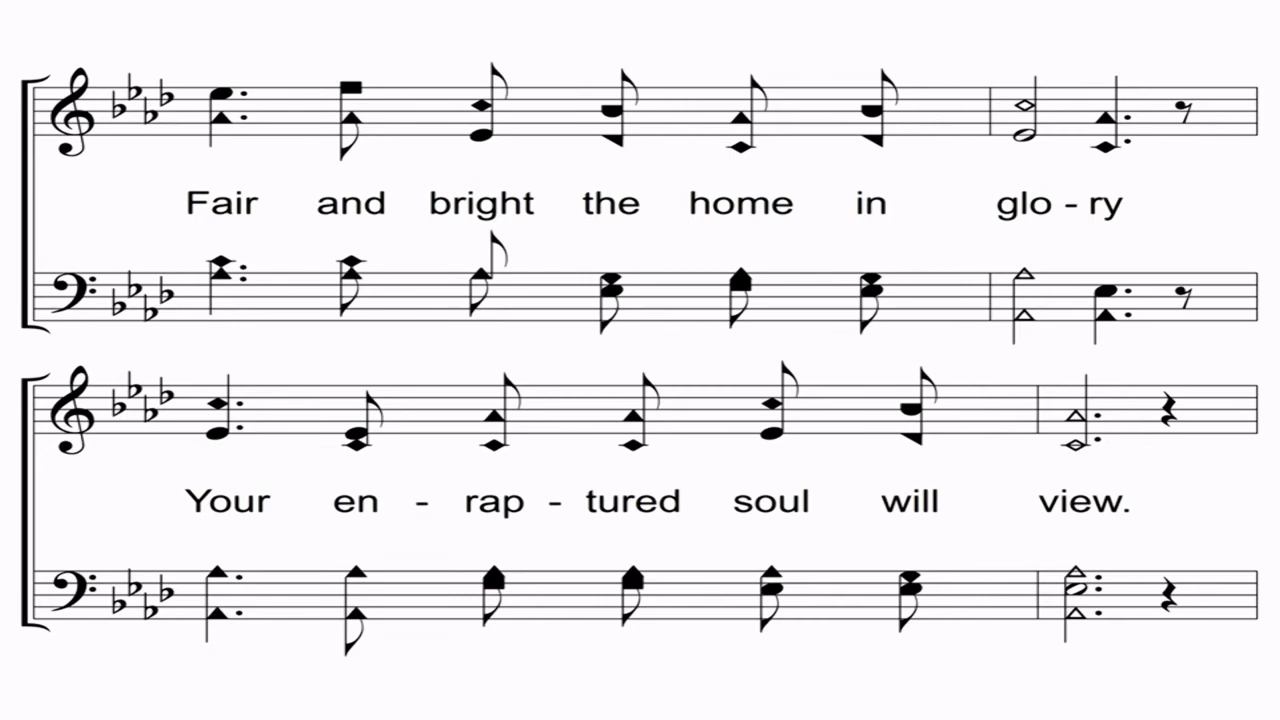 Fair and bright the home in glo - ry
Your en - rap - tured soul will view.